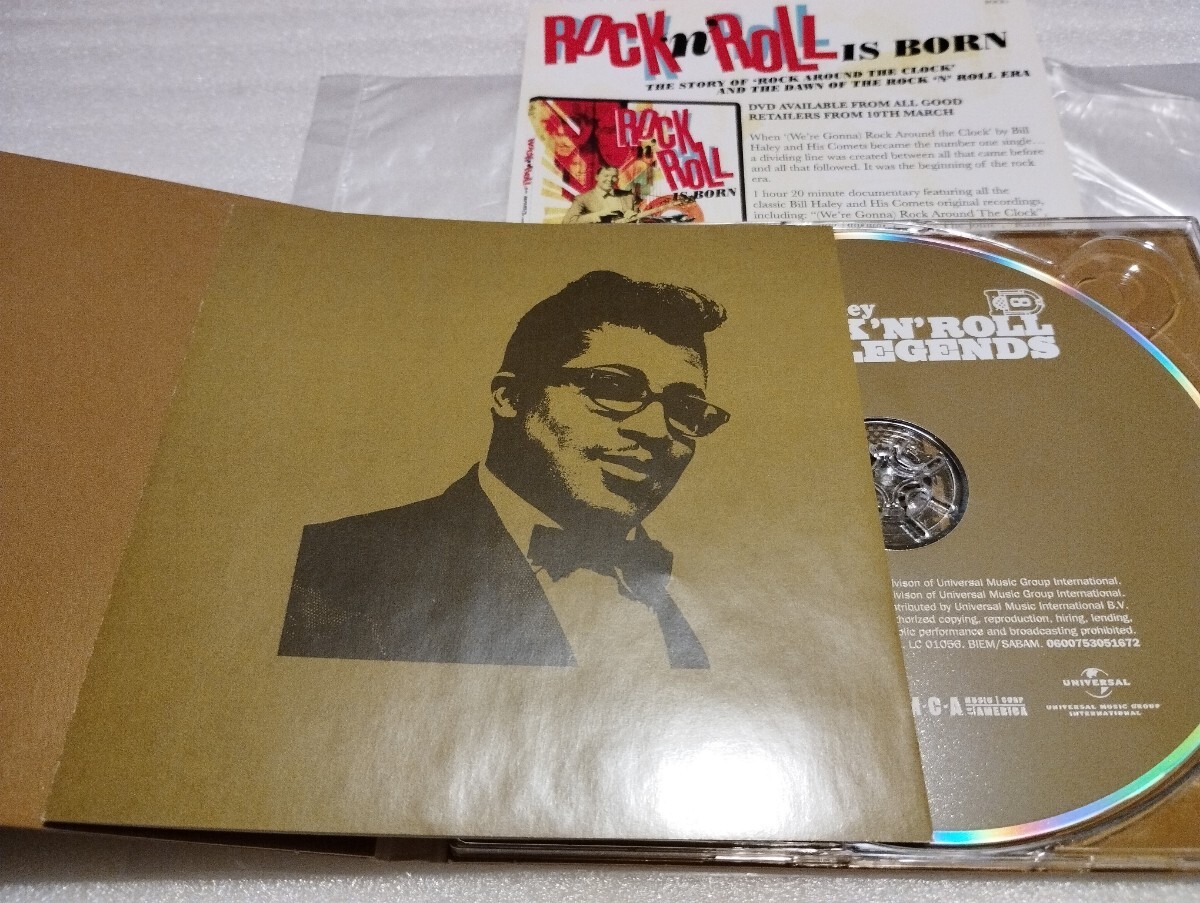 ROCK 'n' ROLL IS BORN
THE STORY OF 'ROCK AROUND THE CLOCK'
AND THE DAWN OF THE ROCK 'N' ROLL ERA
ROCK
n
ROLL
IS BORN
DVD AVAILABLE FROM ALL GOOD
RETAILERS FROM 10TH MARCH
When '(We're Gonna) Rock Around the Clock' by Bill
Haley and His Comets became the number one single...
a dividing line was created between all that came before
and all that followed. It was the beginning of the rock
era.
1 hour 20 minute documentary featuring all the
classic Bill Haley and His Comets original recordings,
including: "(We're Gonna) Rock Around The Clock",
ey
K'N'ROLL
LEGENDS
ivison of Universal Music Group International.
ivison of Universal Music Group International.
tributed by Universal Music International B.V.
horized copying, reproduction, hiring, lending,
blic performance and broadcasting prohibited.
LC 01056. BIEM/SABAM. 0600753051672
M·C·A MUSIC CORP OF AMERICA
UNIVERSAL
UNIVERSAL MUSIC GROUP
INTERNATIONAL